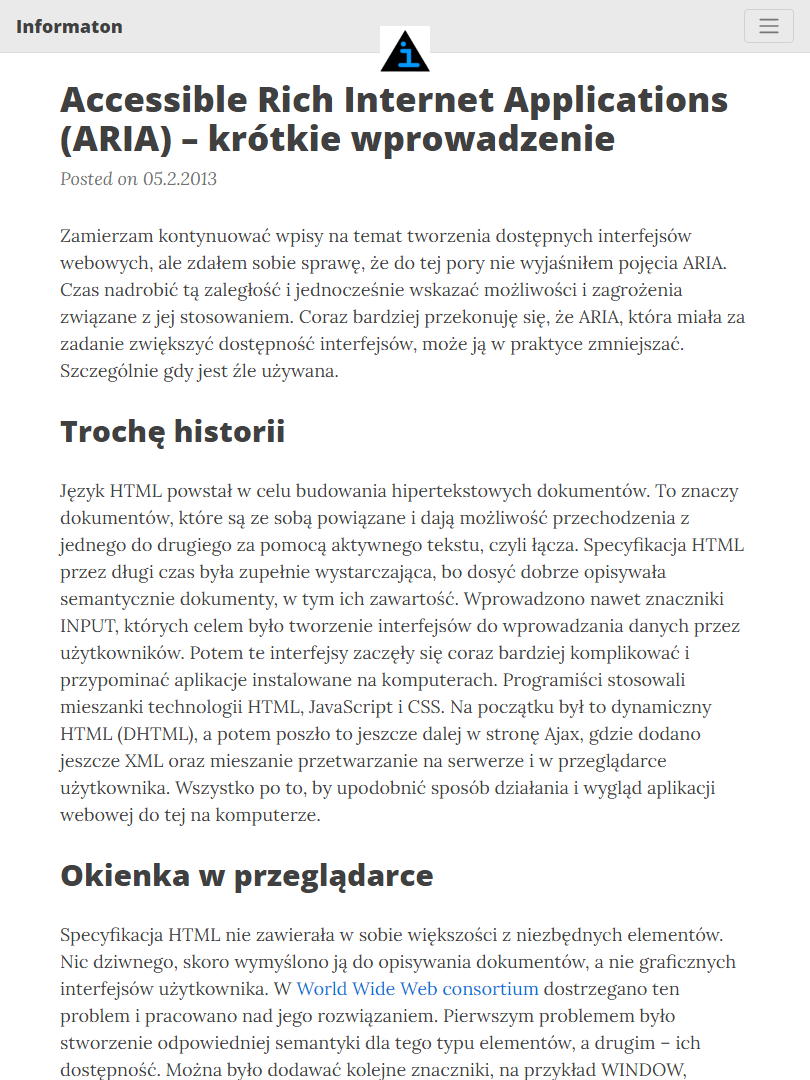 Informaton
i
Accessible Rich Internet Applications
(ARIA) – krótkie wprowadzenie
Posted on 05.2.2013
Zamierzam kontynuować wpisy na temat tworzenia dostępnych interfejsów
webowych, ale zdałem sobie sprawę, że do tej pory nie wyjaśniłem pojęcia ARIA.
Czas nadrobić tą zaległość i jednocześnie wskazać możliwości i zagrożenia
związane z jej stosowaniem. Coraz bardziej przekonuję się, że ARIA, która miała za
zadanie zwiększyć dostępność interfejsów, może ją w praktyce zmniejszać.
Szczególnie gdy jest źle używana.
Trochę historii
Język HTML powstał w celu budowania hipertekstowych dokumentów. To znaczy
dokumentów, które są ze sobą powiązane i dają możliwość przechodzenia z
jednego do drugiego za pomocą aktywnego tekstu, czyli łącza. Specyfikacja HTML
przez długi czas była zupełnie wystarczająca, bo dosyć dobrze opisywała
semantycznie dokumenty, w tym ich zawartość. Wprowadzono nawet znaczniki
INPUT, których celem było tworzenie interfejsów do wprowadzania danych przez
użytkowników. Potem te interfejsy zaczęły się coraz bardziej komplikować i
przypominać aplikacje instalowane na komputerach. Programiści stosowali
mieszanki technologii HTML, JavaScript i CSS. Na początku był to dynamiczny
HTML (DHTML), a potem poszło to jeszcze dalej w stronę Ajax, gdzie dodano
jeszcze XML oraz mieszanie przetwarzanie na serwerze i w przeglądarce
użytkownika. Wszystko po to, by upodobnić sposób działania i wygląd aplikacji
webowej do tej na komputerze.
Okienka w przeglądarce
Specyfikacja HTML nie zawierała w sobie większości z niezbędnych elementów.
Nic dziwnego, skoro wymyślono ją do opisywania dokumentów, a nie graficznych
interfejsów użytkownika. W World Wide Web consortium dostrzegano ten
problem i pracowano nad jego rozwiązaniem. Pierwszym problemem było
stworzenie odpowiedniej semantyki dla tego typu elementów, a drugim – ich
dostępność. Można było dodawać kolejne znaczniki, na przykład WINDOW,